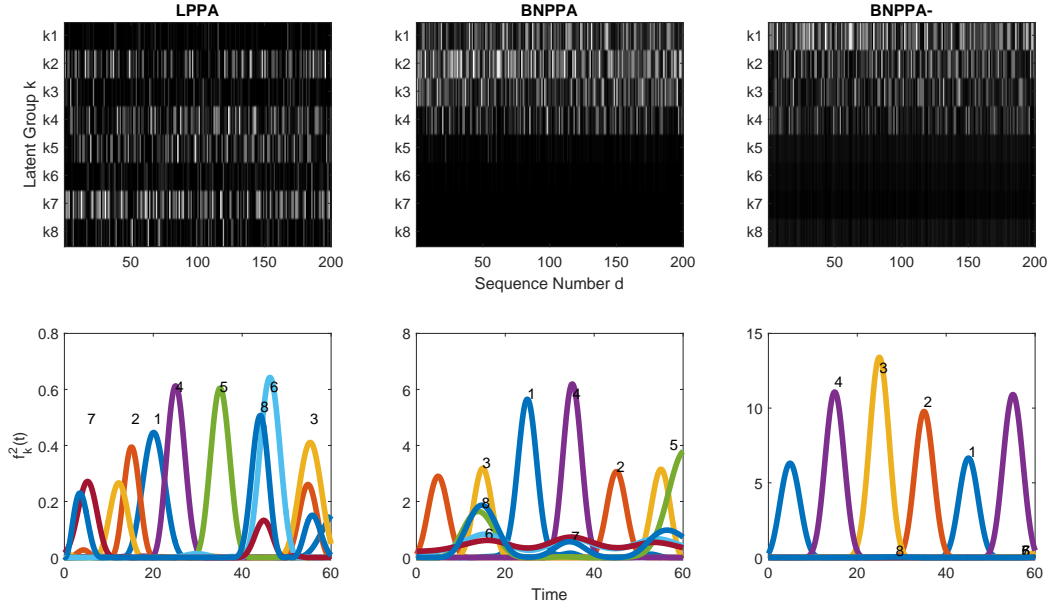 LPPA
BNPPA
BNPPA-
Latent Group k
k1
k2
k3
k4
k5
k6
k7
k8
50 100 150 200
k1
k2
k3
k4
k5
k6
k7
k8
50 100 150 200
Sequence Number d
k1
k2
k3
k4
k5
k6
k7
k8
50 100 150 200
f_k^2(t)
0.8
0.6
0.4
0.2
0
7 2 1 4 5 8 6 3
0 20 40 60
8
6
4
2
0
3 8 6 1 4 7 2 5
0 20 40 60
Time
15
10
5
0
4 3 8 2 1
0 20 40 60